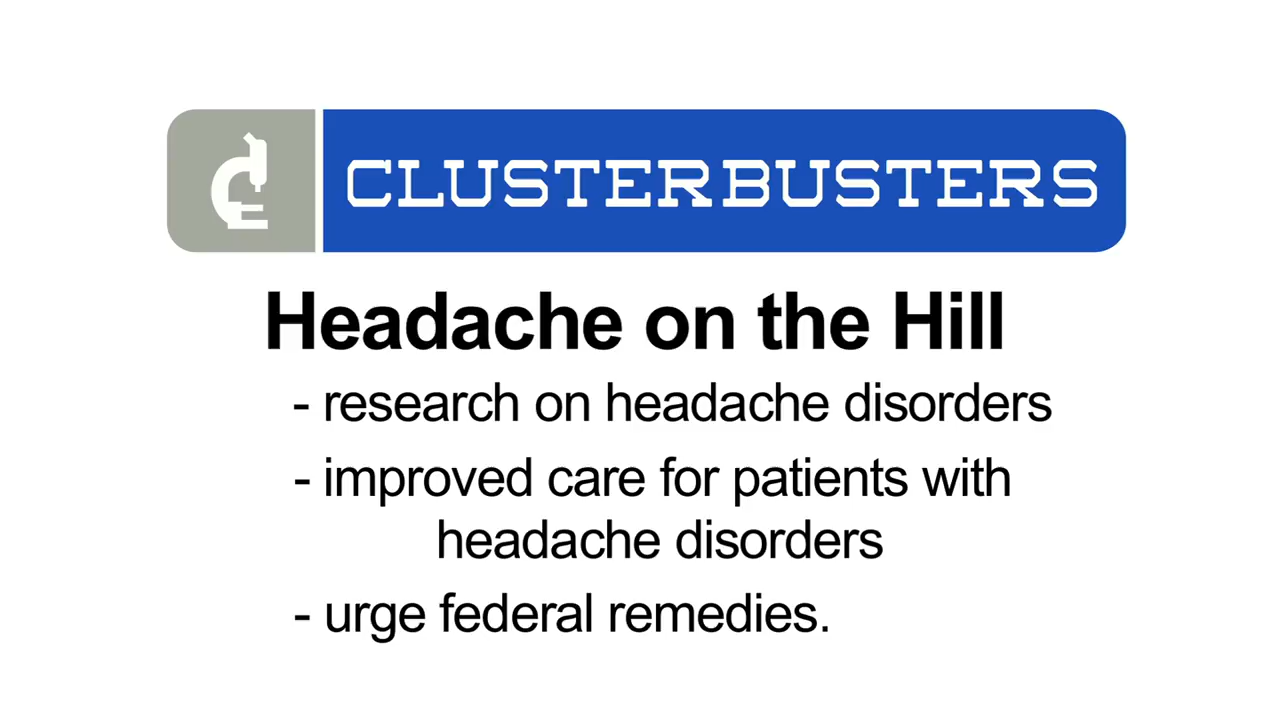 CLUSTERBUSTERS
Headache on the Hill
- research on headache disorders
- improved care for patients with
headache disorders
- urge federal remedies.